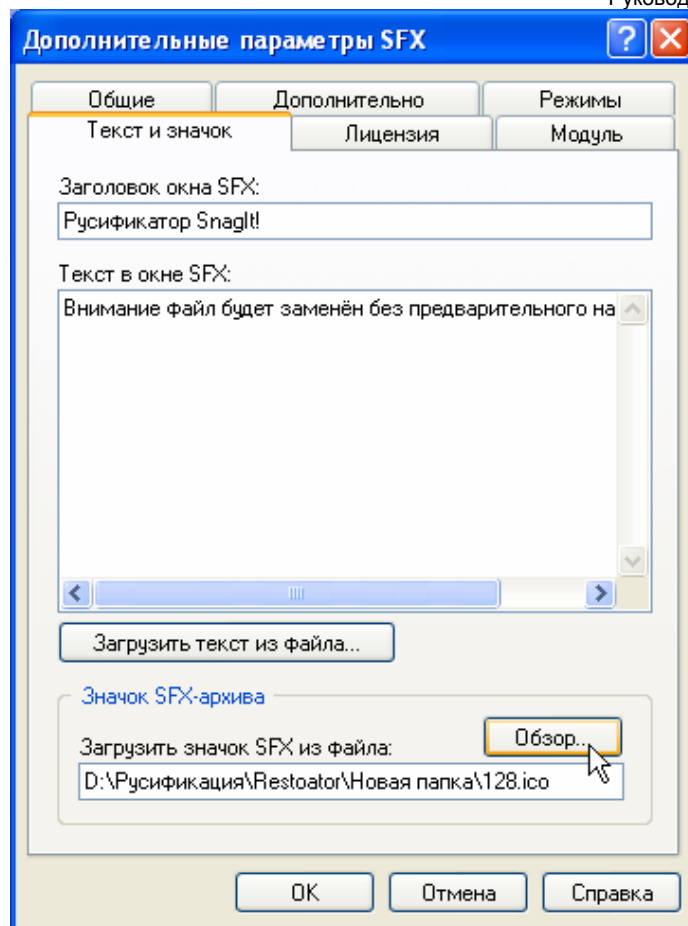 Руковод
Дополнительные параметры SFX
Общие Дополнительно Режимы
Текст и значок Лицензия Модуль
Заголовок окна SFX:
Русификатор SnagIt!
Текст в окне SFX:
Внимание файл будет заменён без предварительного на
Загрузить текст из файла...
Значок SFX-архива
Обзор...
Загрузить значок SFX из файла:
D:\Русификация\Restoator\Новая папка\128.ico
OK Отмена Справка